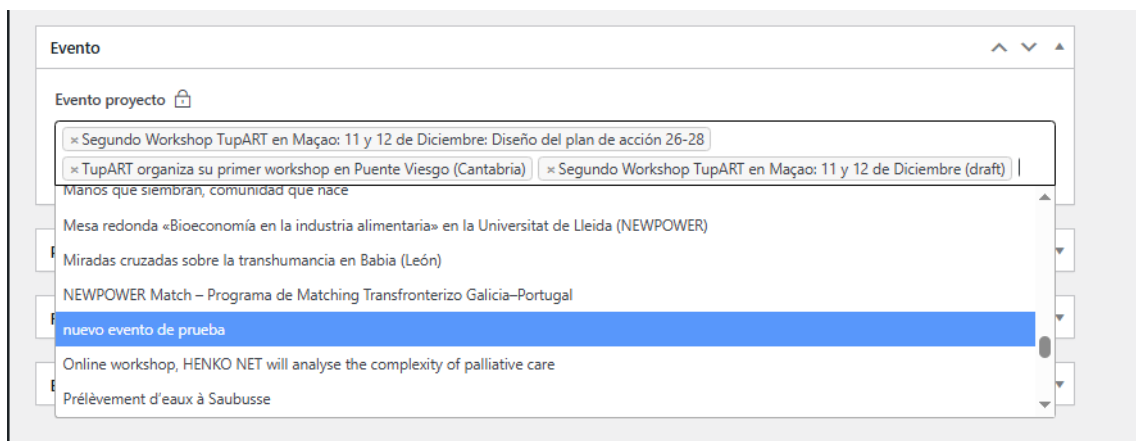 Evento
Evento proyecto
× Segundo Workshop TupART en Maçao: 11 y 12 de Diciembre: Diseño del plan de acción 26-28
× TupART organiza su primer workshop en Puente Viesgo (Cantabria) × Segundo Workshop TupART en Maçao: 11 y 12 de Diciembre (draft)
Manos que siembran, comunidad que nace
Mesa redonda «Bioeconomía en la industria alimentaria» en la Universitat de Lleida (NEWPOWER)
Miradas cruzadas sobre la transhumancia en Babia (León)
NEWPOWER Match – Programa de Matching Transfronterizo Galicia–Portugal
nuevo evento de prueba
Online workshop, HENKO NET will analyse the complexity of palliative care
Prélèvement d'eaux à Saubusse